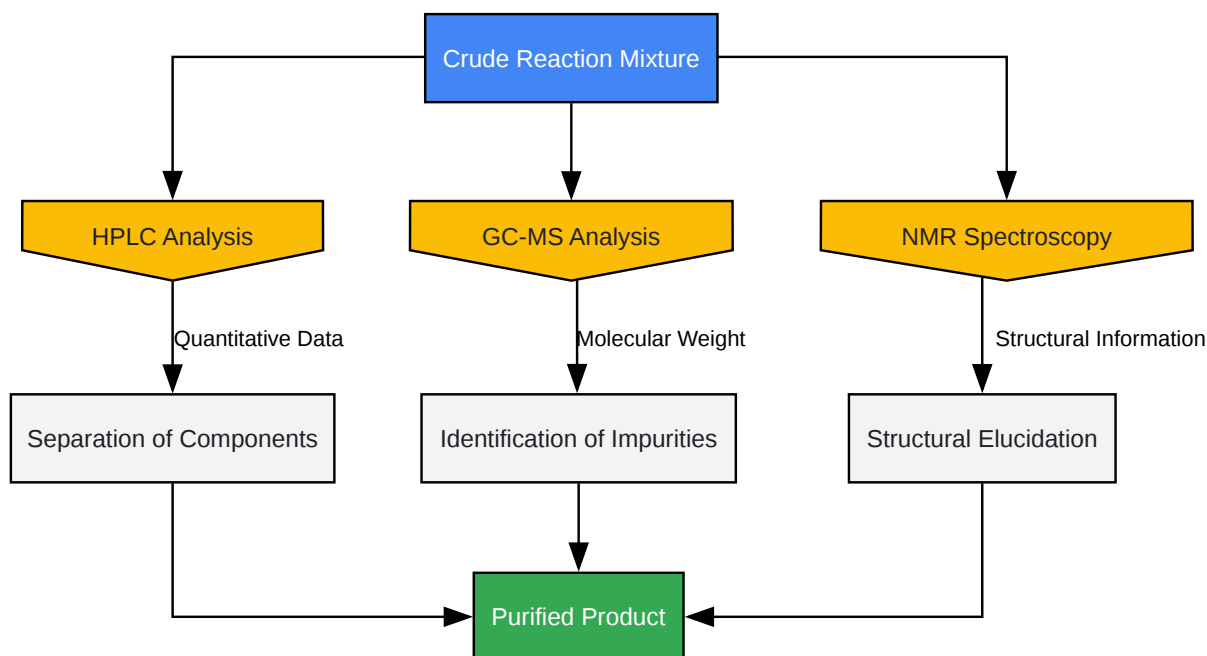 Crude Reaction Mixture
HPLC Analysis
GC-MS Analysis
NMR Spectroscopy
Quantitative Data
Molecular Weight
Structural Information
Separation of Components
Identification of Impurities
Structural Elucidation
Purified Product